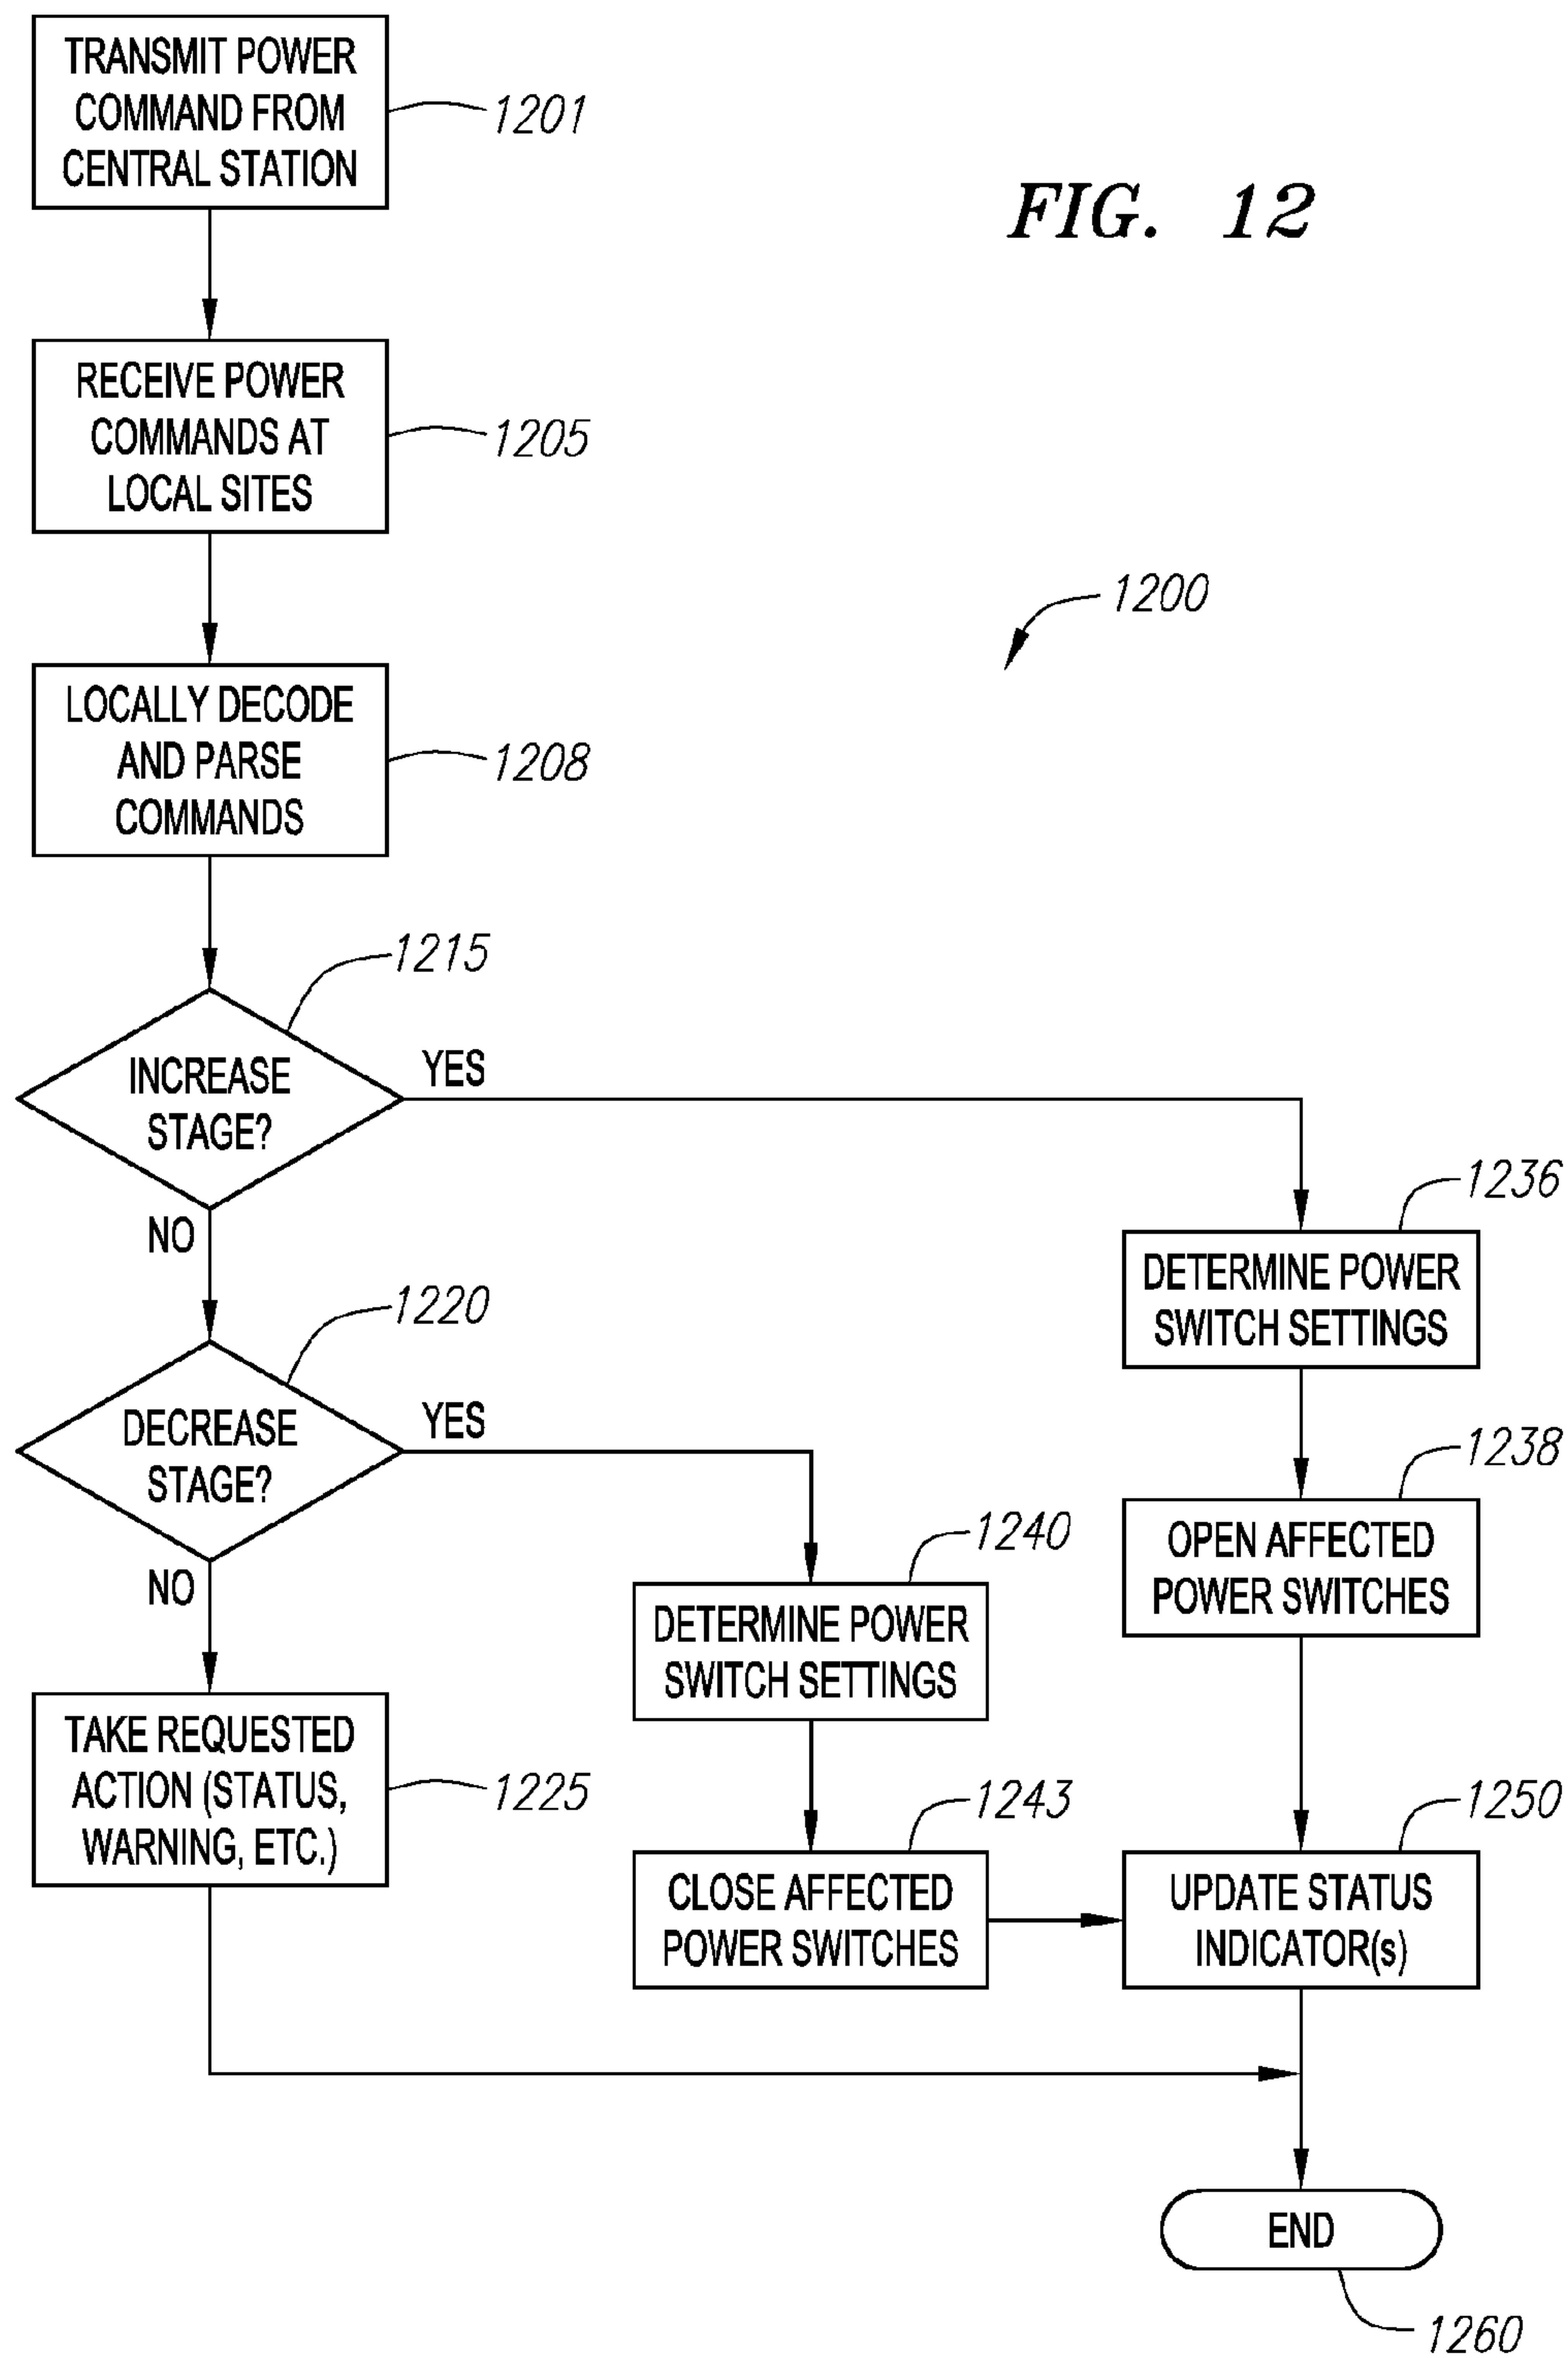 TRANSMIT POWER
COMMAND FROM
CENTRAL STATION
1201
FIG. 12
RECEIVE POWER
COMMANDS AT
LOCAL SITES
1205
1200
LOCALLY DECODE
AND PARSE
COMMANDS
1208
1215
INCREASE
STAGE?
YES
NO
1236
DETERMINE POWER
SWITCH SETTINGS
1220
DECREASE
STAGE?
YES
NO
1238
OPEN AFFECTED
POWER SWITCHES
1240
DETERMINE POWER
SWITCH SETTINGS
TAKE REQUESTED
ACTION (STATUS,
WARNING, ETC.)
1225
1243
CLOSE AFFECTED
POWER SWITCHES
1250
UPDATE STATUS
INDICATOR(s)
END
1260